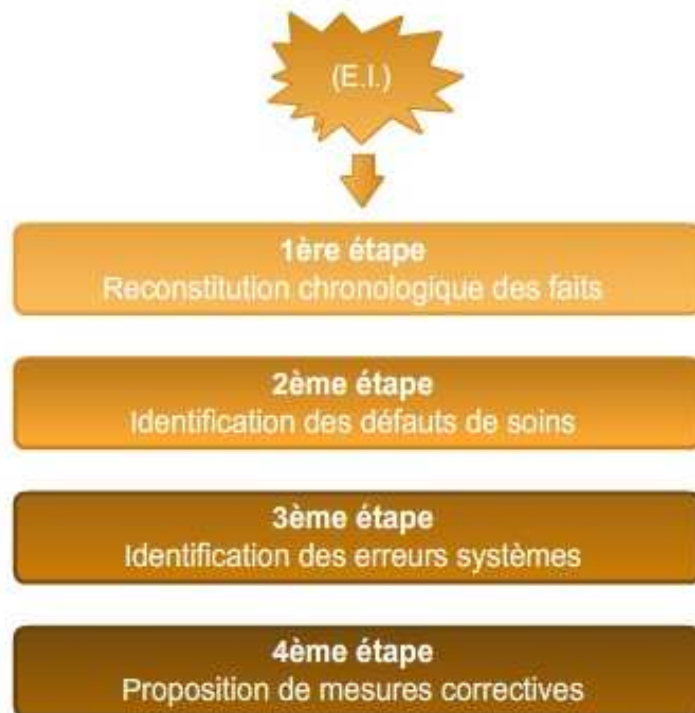 (E.I.)
1ère étape
Reconstitution chronologique des faits
2ème étape
Identification des défauts de soins
3ème étape
Identification des erreurs systèmes
4ème étape
Proposition de mesures correctives